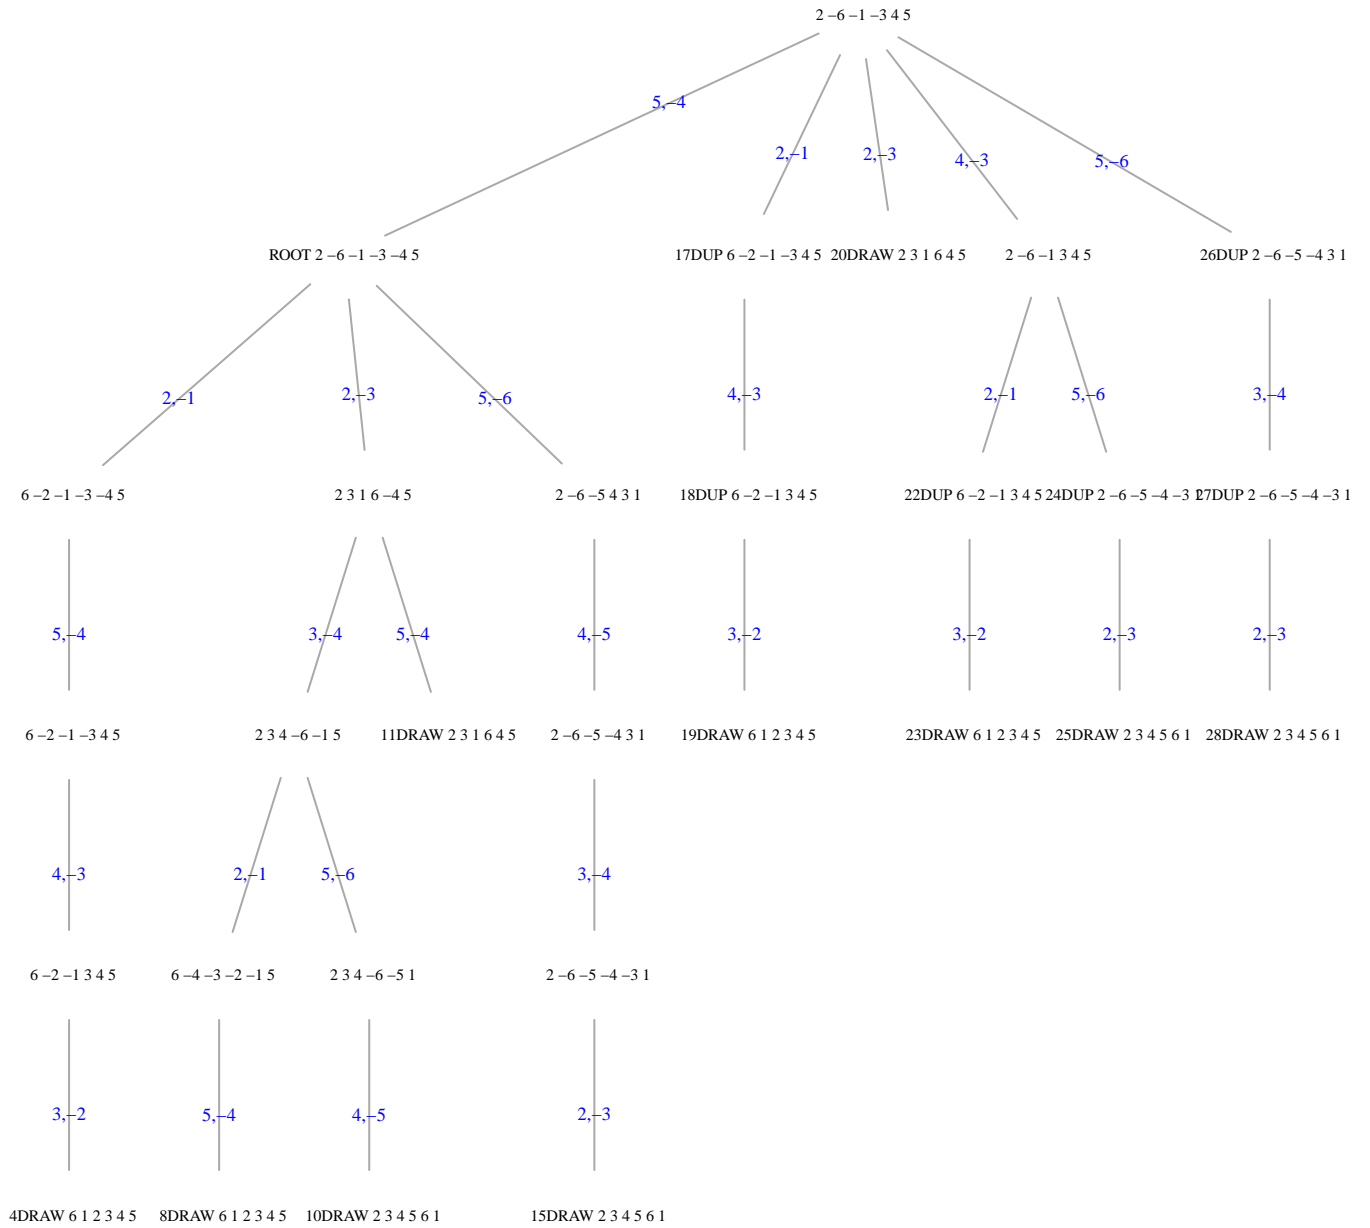 2 –6 –1 –3 4 5
5,–4
2,–1
2,–3
4,–3
5,–6
ROOT 2 –6 –1 –3 –4 5
17DUP 6 –2 –1 –3 4 5
20DRAW 2 3 1 6 4 5
2 –6 –1 3 4 5
26DUP 2 –6 –5 –4 3 1
2,–1
2,–3
5,–6
4,–3
2,–1
5,–6
3,–4
6 –2 –1 –3 –4 5
2 3 1 6 –4 5
2 –6 –5 4 3 1
18DUP 6 –2 –1 3 4 5
22DUP 6 –2 –1 3 4 5
24DUP 2 –6 –5 –4 –3 1
27DUP 2 –6 –5 –4 –3 1
5,–4
3,–4
5,–4
4,–5
3,–2
3,–2
2,–3
2,–3
6 –2 –1 –3 4 5
2 3 4 –6 –1 5
11DRAW 2 3 1 6 4 5
2 –6 –5 –4 3 1
19DRAW 6 1 2 3 4 5
23DRAW 6 1 2 3 4 5
25DRAW 2 3 4 5 6 1
28DRAW 2 3 4 5 6 1
4,–3
2,–1
5,–6
3,–4
6 –2 –1 3 4 5
6 –4 –3 –2 –1 5
2 3 4 –6 –5 1
2 –6 –5 –4 –3 1
3,–2
5,–4
4,–5
2,–3
4DRAW 6 1 2 3 4 5
8DRAW 6 1 2 3 4 5
10DRAW 2 3 4 5 6 1
15DRAW 2 3 4 5 6 1